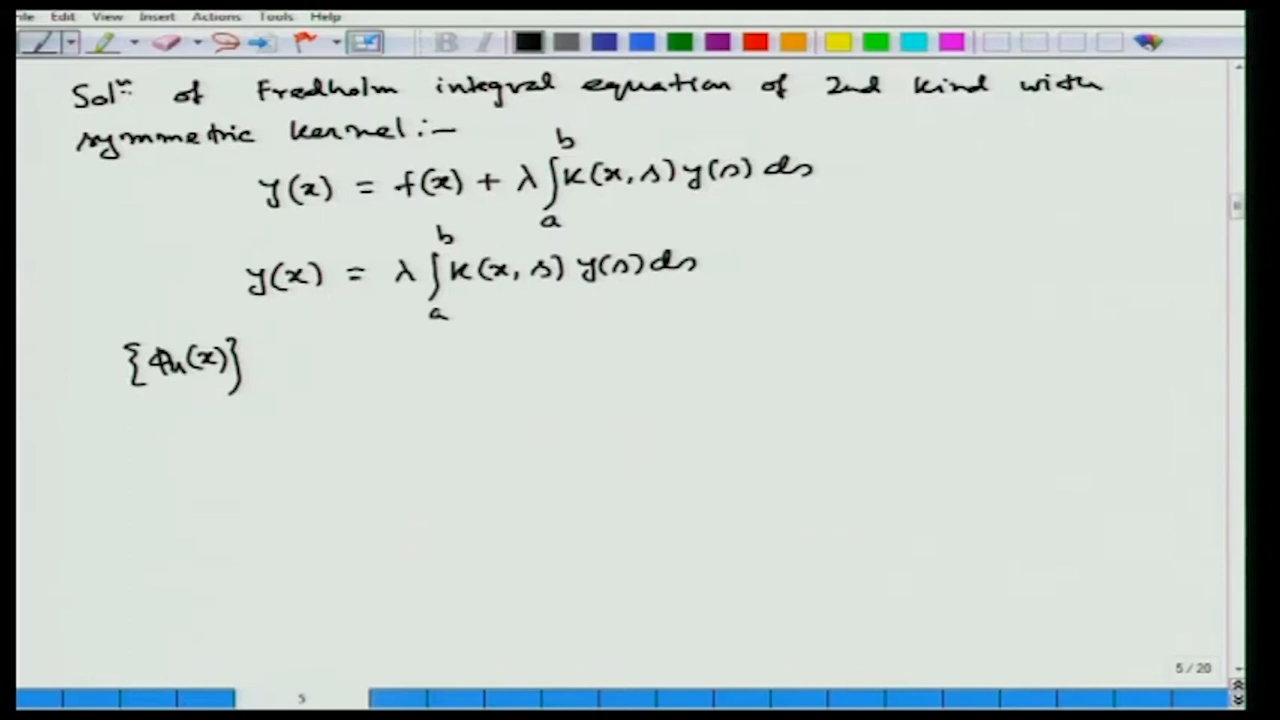 File Edit View Insert Actions Tools Help
Solⁿ of Fredholm integral equation of 2nd kind with
symmetric kernel:-
y(x) = f(x) + λ∫ₐᵇ K(x, s) y(s) ds
y(x) = λ∫ₐᵇ K(x, s) y(s) ds
{φₙ(x)}
5 / 20
5